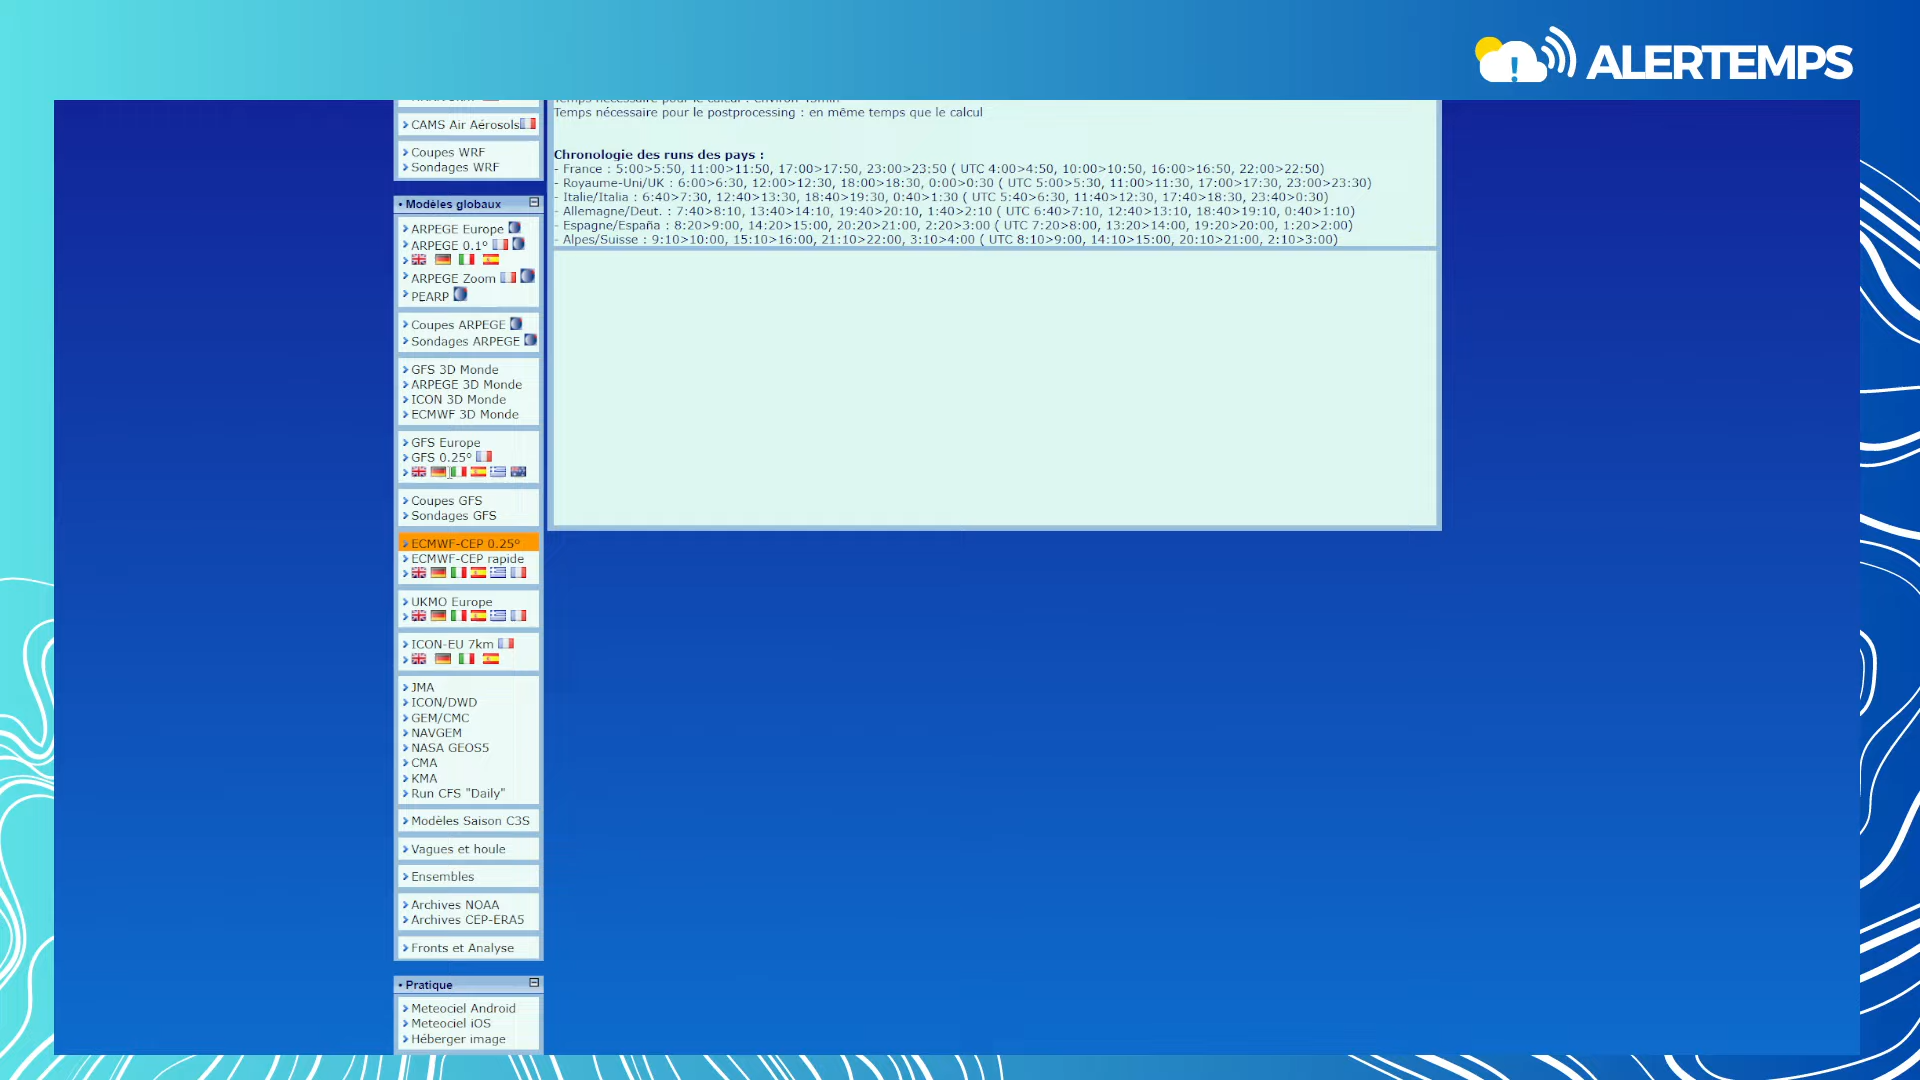 ALERTEMPS
CAMS Air Aérosols
Coupes WRF
Sondages WRF
• Modèles globaux
ARPEGE Europe
ARPEGE 0.1°
ARPEGE Zoom
PEARP
Coupes ARPEGE
Sondages ARPEGE
GFS 3D Monde
ARPEGE 3D Monde
ICON 3D Monde
ECMWF 3D Monde
GFS Europe
GFS 0.25°
Coupes GFS
Sondages GFS
ECMWF-CEP 0.25°
ECMWF-CEP rapide
UKMO Europe
ICON-EU 7km
JMA
ICON/DWD
GEM/CMC
NAVGEM
NASA GEOS5
CMA
KMA
Run CFS "Daily"
Modèles Saison C3S
Vagues et houle
Ensembles
Archives NOAA
Archives CEP-ERA5
Fronts et Analyse
• Pratique
Meteociel Android
Meteociel iOS
Héberger image
Temps nécessaire pour le calcul : environ 45min
Temps nécessaire pour le postprocessing : en même temps que le calcul
Chronologie des runs des pays :
- France : 5:00>5:50, 11:00>11:50, 17:00>17:50, 23:00>23:50 ( UTC 4:00>4:50, 10:00>10:50, 16:00>16:50, 22:00>22:50)
- Royaume-Uni/UK : 6:00>6:30, 12:00>12:30, 18:00>18:30, 0:00>0:30 ( UTC 5:00>5:30, 11:00>11:30, 17:00>17:30, 23:00>23:30)
- Italie/Italia : 6:40>7:30, 12:40>13:30, 18:40>19:30, 0:40>1:30 ( UTC 5:40>6:30, 11:40>12:30, 17:40>18:30, 23:40>0:30)
- Allemagne/Deut. : 7:40>8:10, 13:40>14:10, 19:40>20:10, 1:40>2:10 ( UTC 6:40>7:10, 12:40>13:10, 18:40>19:10, 0:40>1:10)
- Espagne/España : 8:20>9:00, 14:20>15:00, 20:20>21:00, 2:20>3:00 ( UTC 7:20>8:00, 13:20>14:00, 19:20>20:00, 1:20>2:00)
- Alpes/Suisse : 9:10>10:00, 15:10>16:00, 21:10>22:00, 3:10>4:00 ( UTC 8:10>9:00, 14:10>15:00, 20:10>21:00, 2:10>3:00)